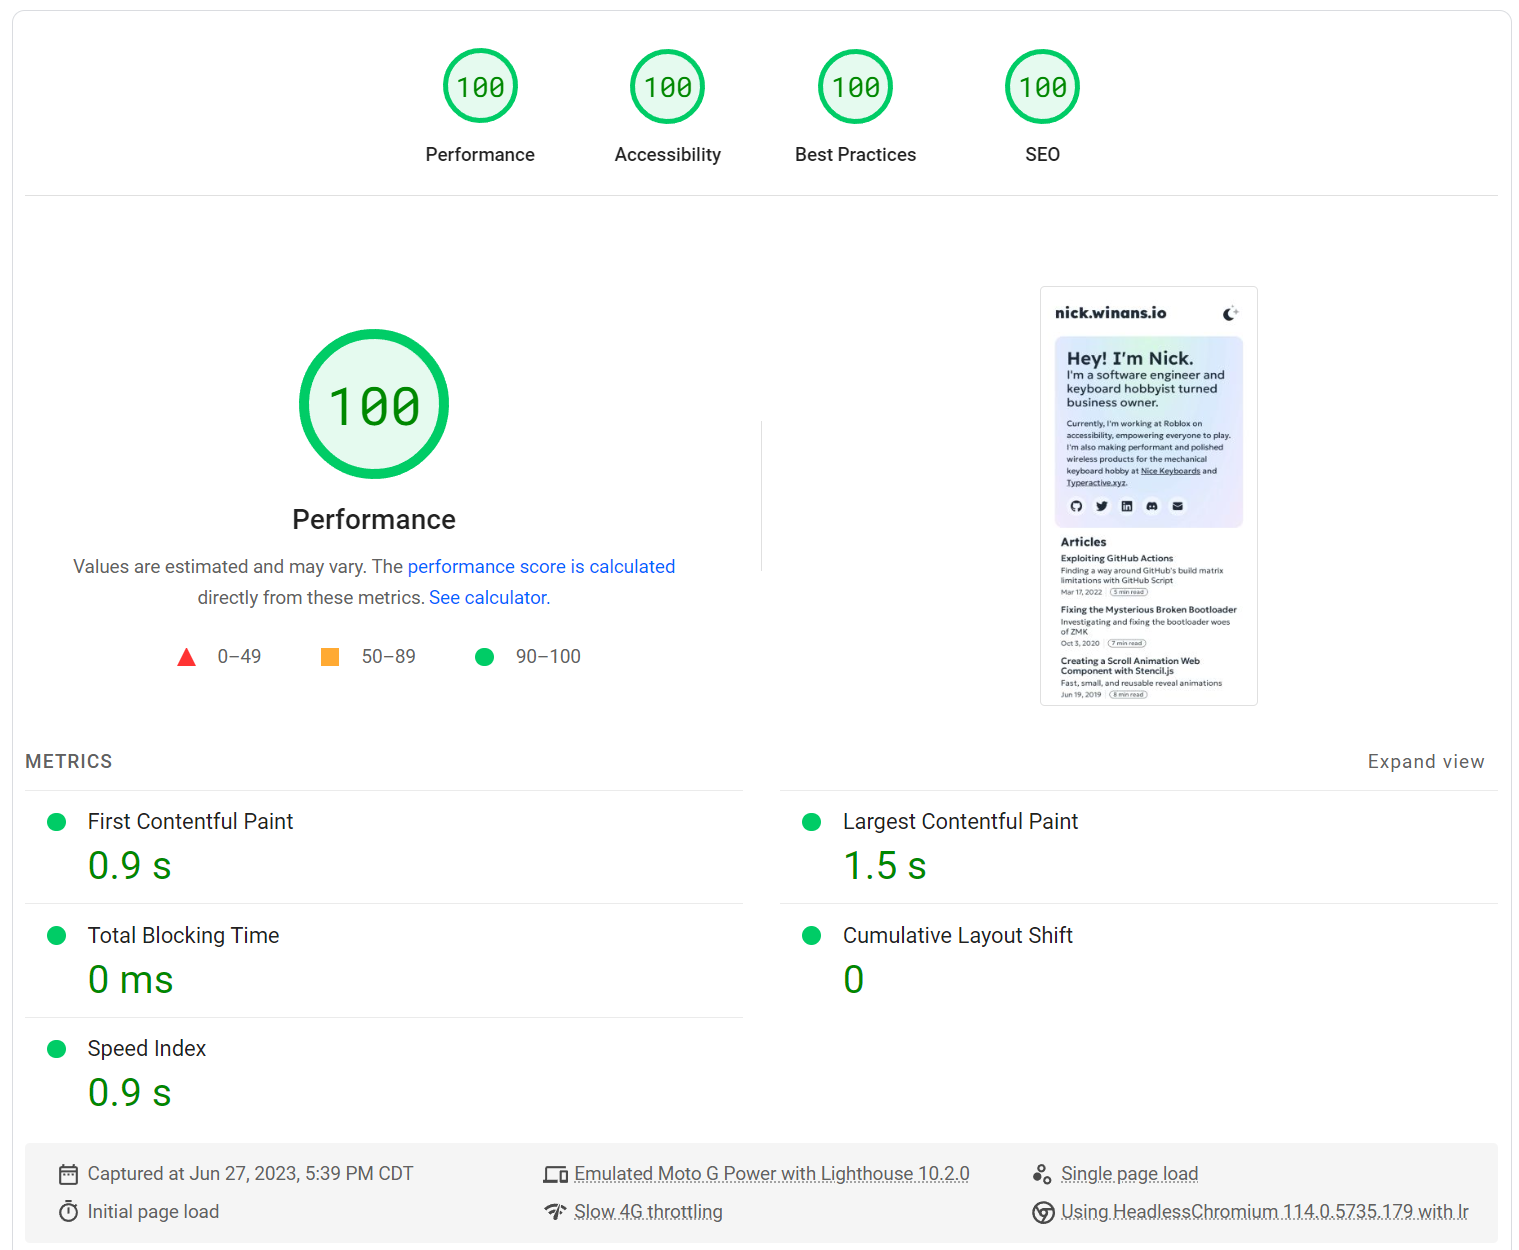 100
100
100
100
Performance
Accessibility
Best Practices
SEO
100
Performance
Values are estimated and may vary. The performance score is calculated
directly from these metrics. See calculator.
0–49
50–89
90–100
nick.winans.io
Hey! I'm Nick.
I'm a software engineer and
keyboard hobbyist turned
business owner.
Currently, I'm working at Roblox on
accessibility, empowering everyone to play.
I'm also making performant and polished
wireless products for the mechanical
keyboard hobby at Nice Keyboards and
Typeractive.xyz.
Articles
Exploiting GitHub Actions
Finding a way around GitHub's build matrix
limitations with GitHub Script
Mar 17, 2022 5 min read
Fixing the Mysterious Broken Bootloader
Investigating and fixing the bootloader woes
of ZMK
Oct 3, 2020 7 min read
Creating a Scroll Animation Web
Component with Stencil.js
Fast, small, and reusable reveal animations
Jun 19, 2019 8 min read
METRICS
Expand view
First Contentful Paint
0.9 s
Largest Contentful Paint
1.5 s
Total Blocking Time
0 ms
Cumulative Layout Shift
0
Speed Index
0.9 s
Captured at Jun 27, 2023, 5:39 PM CDT
Emulated Moto G Power with Lighthouse 10.2.0
Single page load
Initial page load
Slow 4G throttling
Using HeadlessChromium 114.0.5735.179 with lr